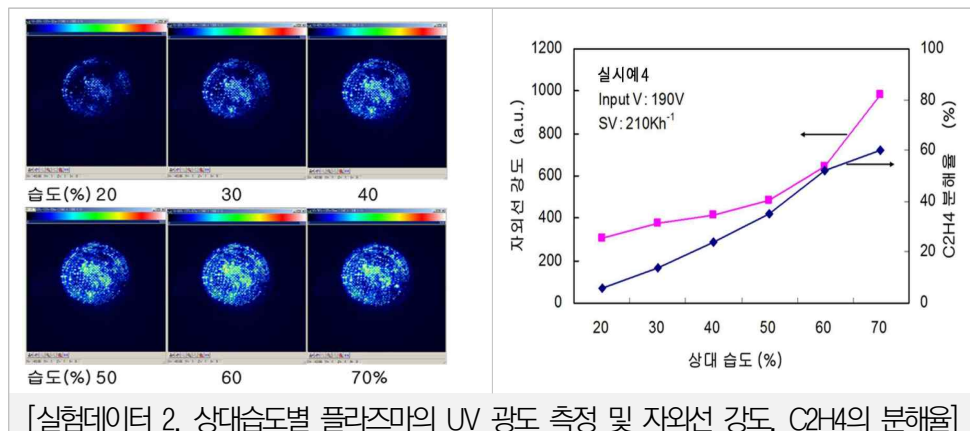 습도(%) 20 30 40
습도(%) 50 60 70%
실시예4
Input V : 190V
SV : 210Kh-1
자외선 강도 (a.u.)
1200
1000
800
600
400
200
0
100
80
60
40
20
0
C2H4 분해율 (%)
20 30 40 50 60 70
상대 습도 (%)
[실험데이터 2. 상대습도별 플라즈마의 UV 광도 측정 및 자외선 강도, C2H4의 분해율]